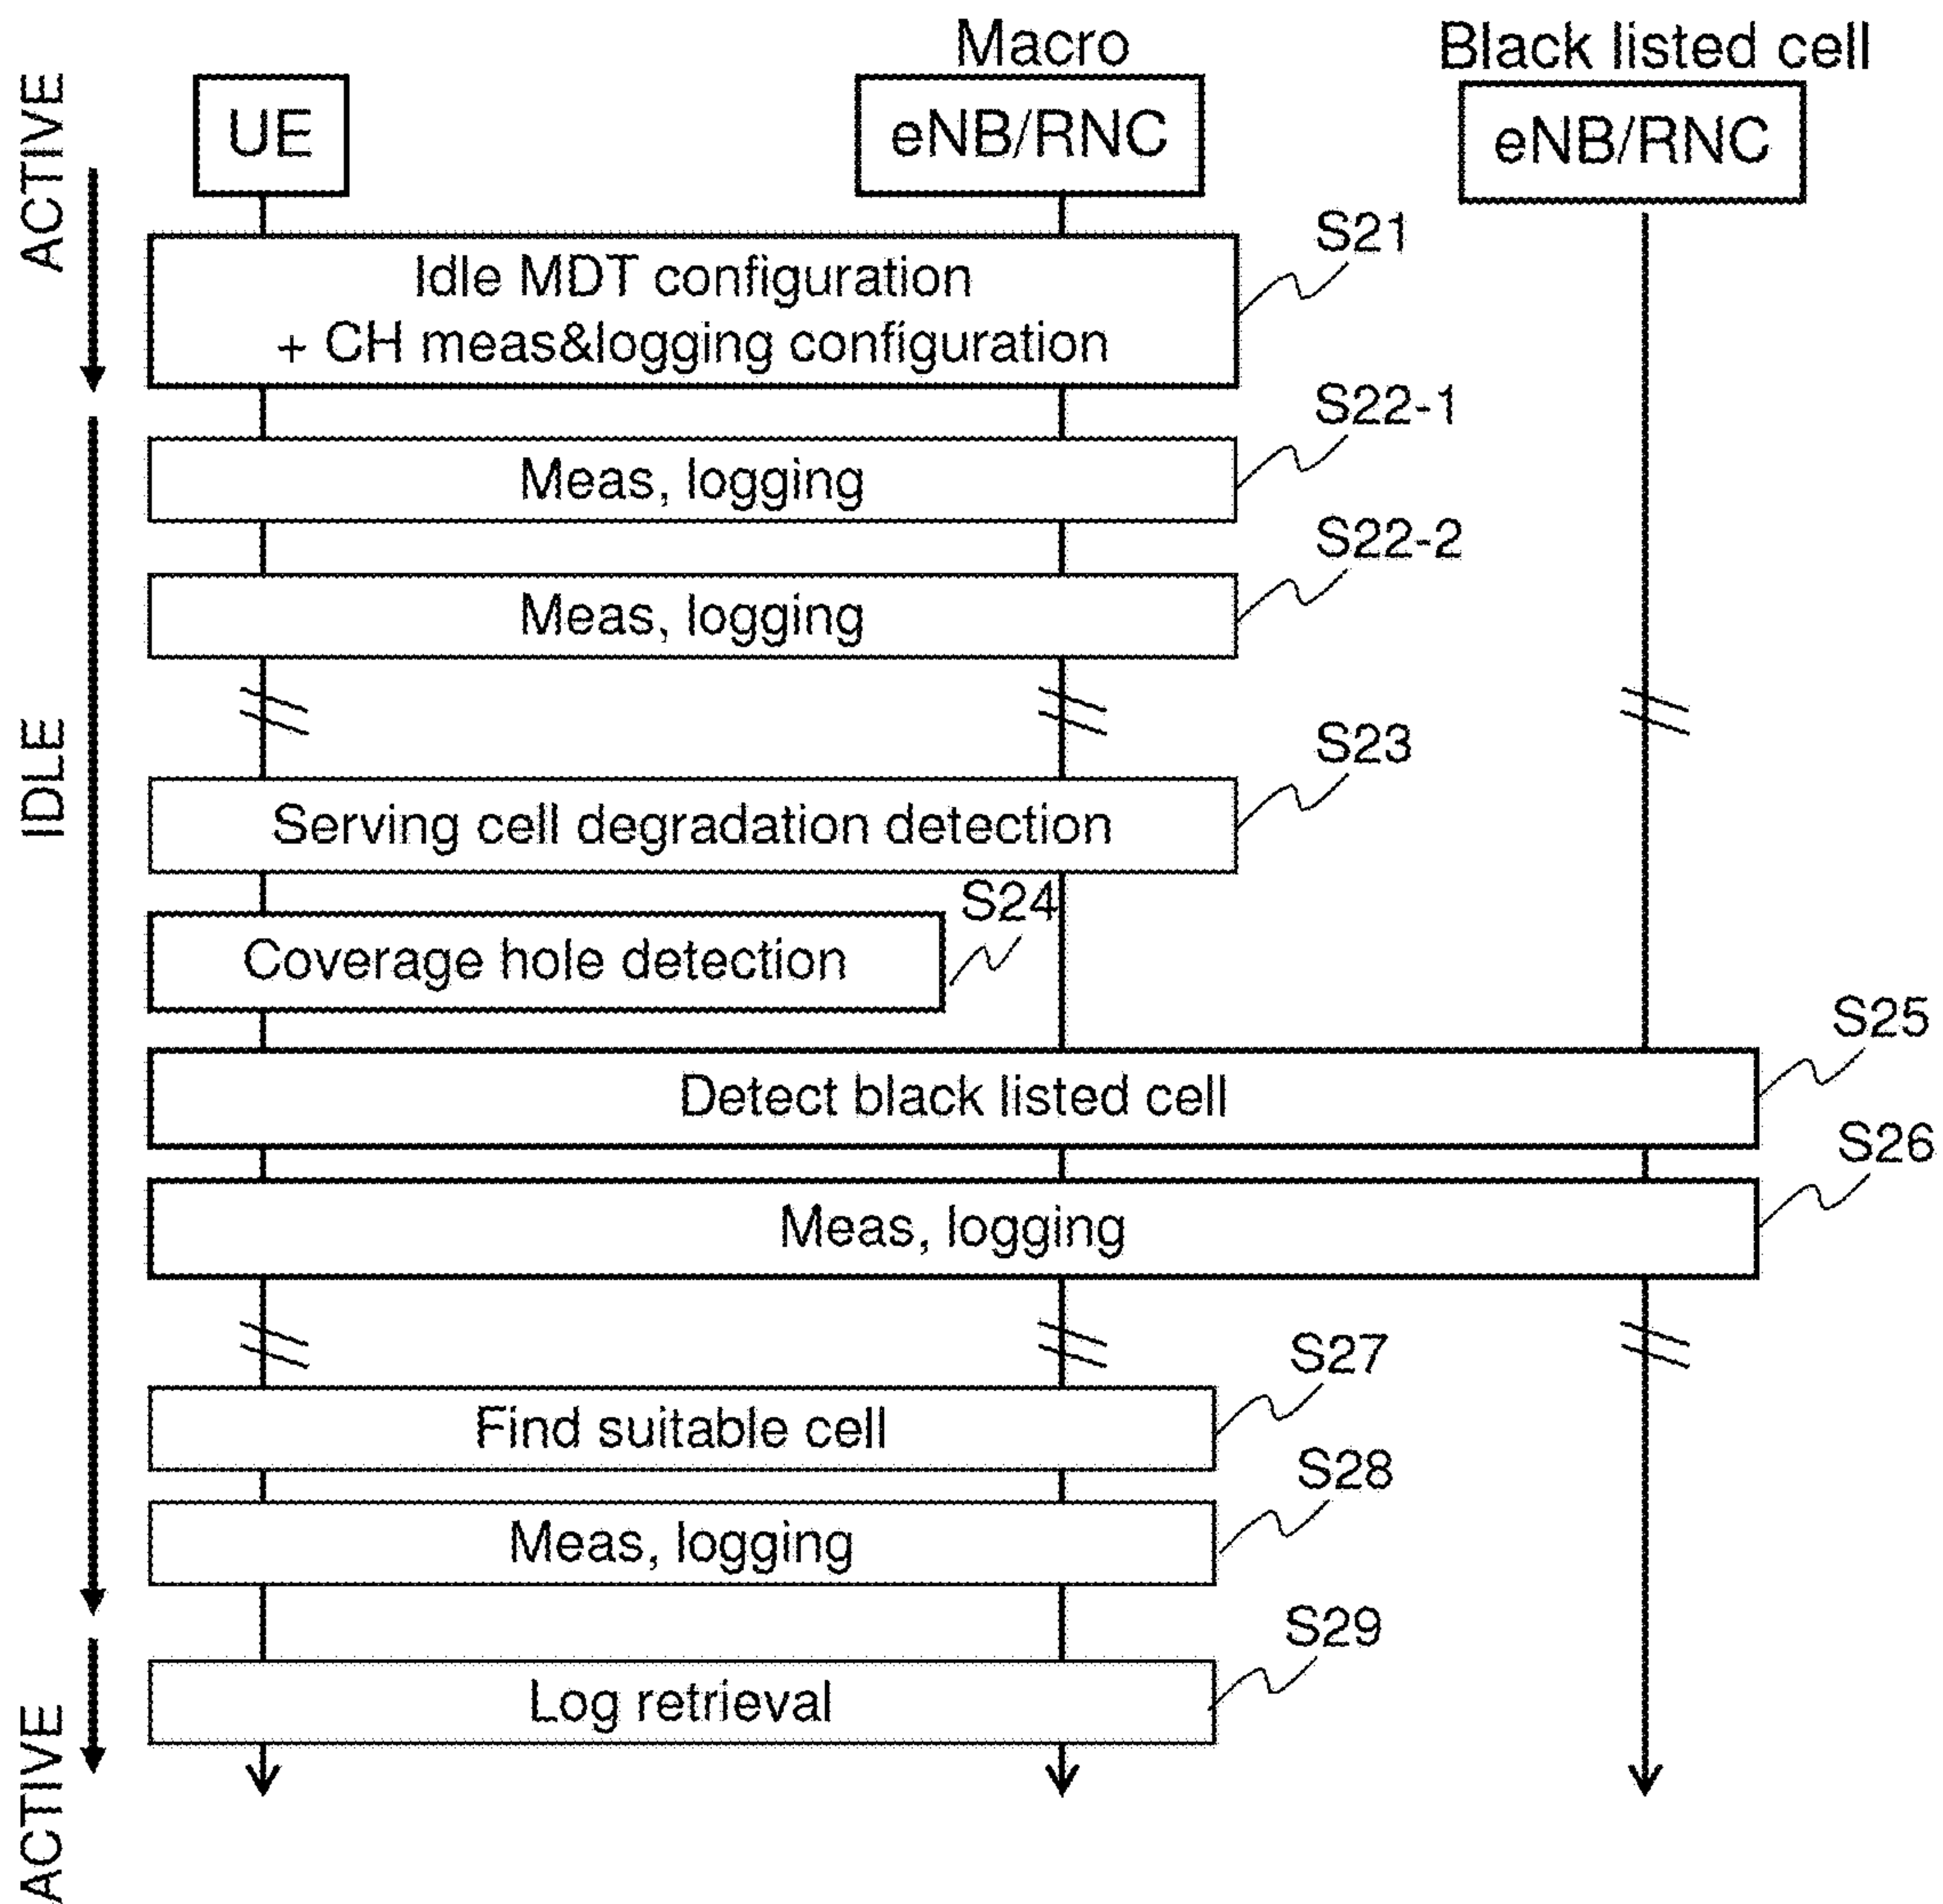 Macro
Black listed cell
ACTIVE
UE
eNB/RNC
eNB/RNC
S21
Idle MDT configuration
+ CH meas&logging configuration
S22-1
Meas, logging
S22-2
Meas, logging
IDLE
S23
Serving cell degradation detection
S24
Coverage hole detection
S25
Detect black listed cell
S26
Meas, logging
S27
Find suitable cell
S28
Meas, logging
S29
Log retrieval
ACTIVE